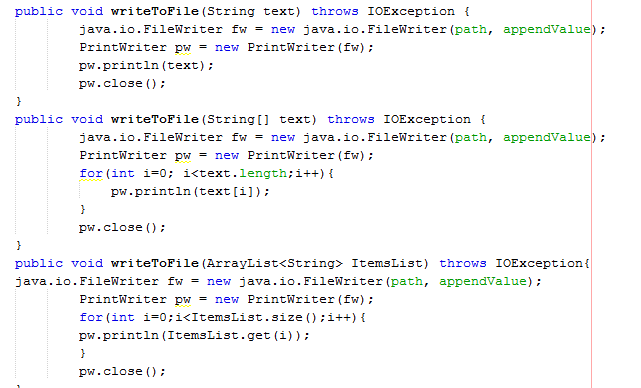 public void writeToFile(String text) throws IOException {
java.io.FileWriter fw = new java.io.FileWriter(path, appendValue);
PrintWriter pw = new PrintWriter(fw);
pw.println(text);
pw.close();
}
public void writeToFile(String[] text) throws IOException {
java.io.FileWriter fw = new java.io.FileWriter(path, appendValue);
PrintWriter pw = new PrintWriter(fw);
for(int i=0; i<text.length;i++){
pw.println(text[i]);
}
pw.close();
}
public void writeToFile(ArrayList<String> ItemsList) throws IOException{
java.io.FileWriter fw = new java.io.FileWriter(path, appendValue);
PrintWriter pw = new PrintWriter(fw);
for(int i=0;i<ItemsList.size();i++){
pw.println(ItemsList.get(i));
}
pw.close();
}